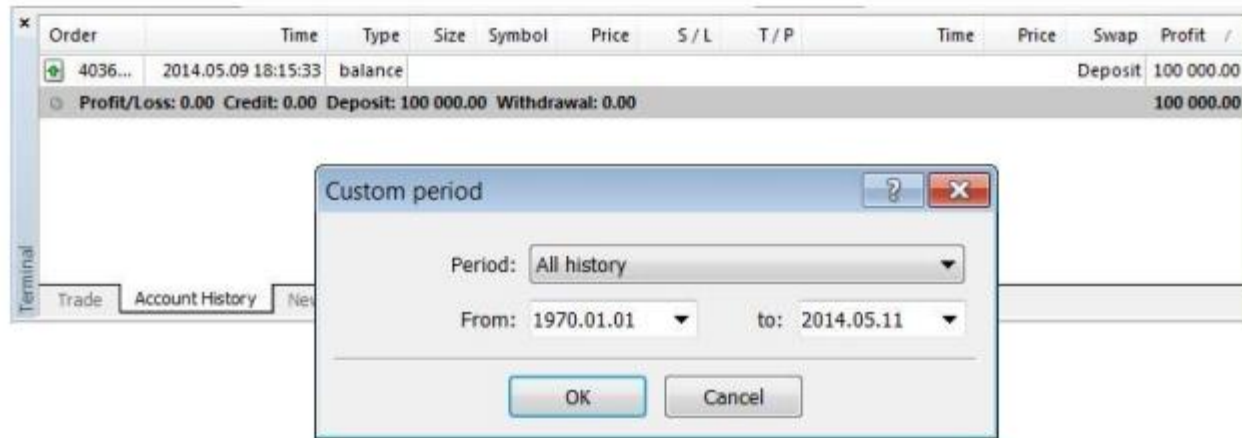 Order Time Type Size Symbol Price S / L T / P Time Price Swap Profit /
4036... 2014.05.09 18:15:33 balance Deposit 100 000.00
Profit/Loss: 0.00 Credit: 0.00 Deposit: 100 000.00 Withdrawal: 0.00 100 000.00
Custom period
Period: All history
From: 1970.01.01 to: 2014.05.11
OK Cancel
Terminal
Trade Account History